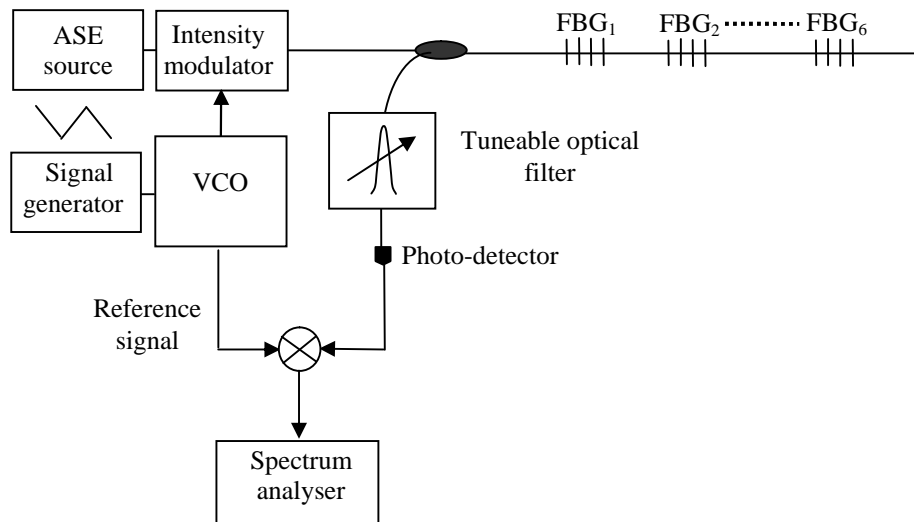 ASE
source
Intensity
modulator
FBG₁
FBG₂
FBG₆
Signal
generator
VCO
Tuneable optical
filter
Photo-detector
Reference
signal
Spectrum
analyser